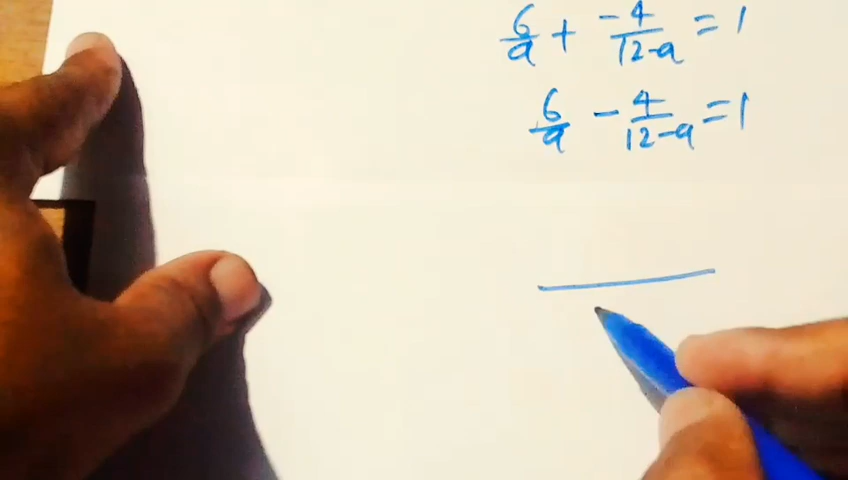 6/a + -4/12-a = 1
6/a - 4/12-a = 1